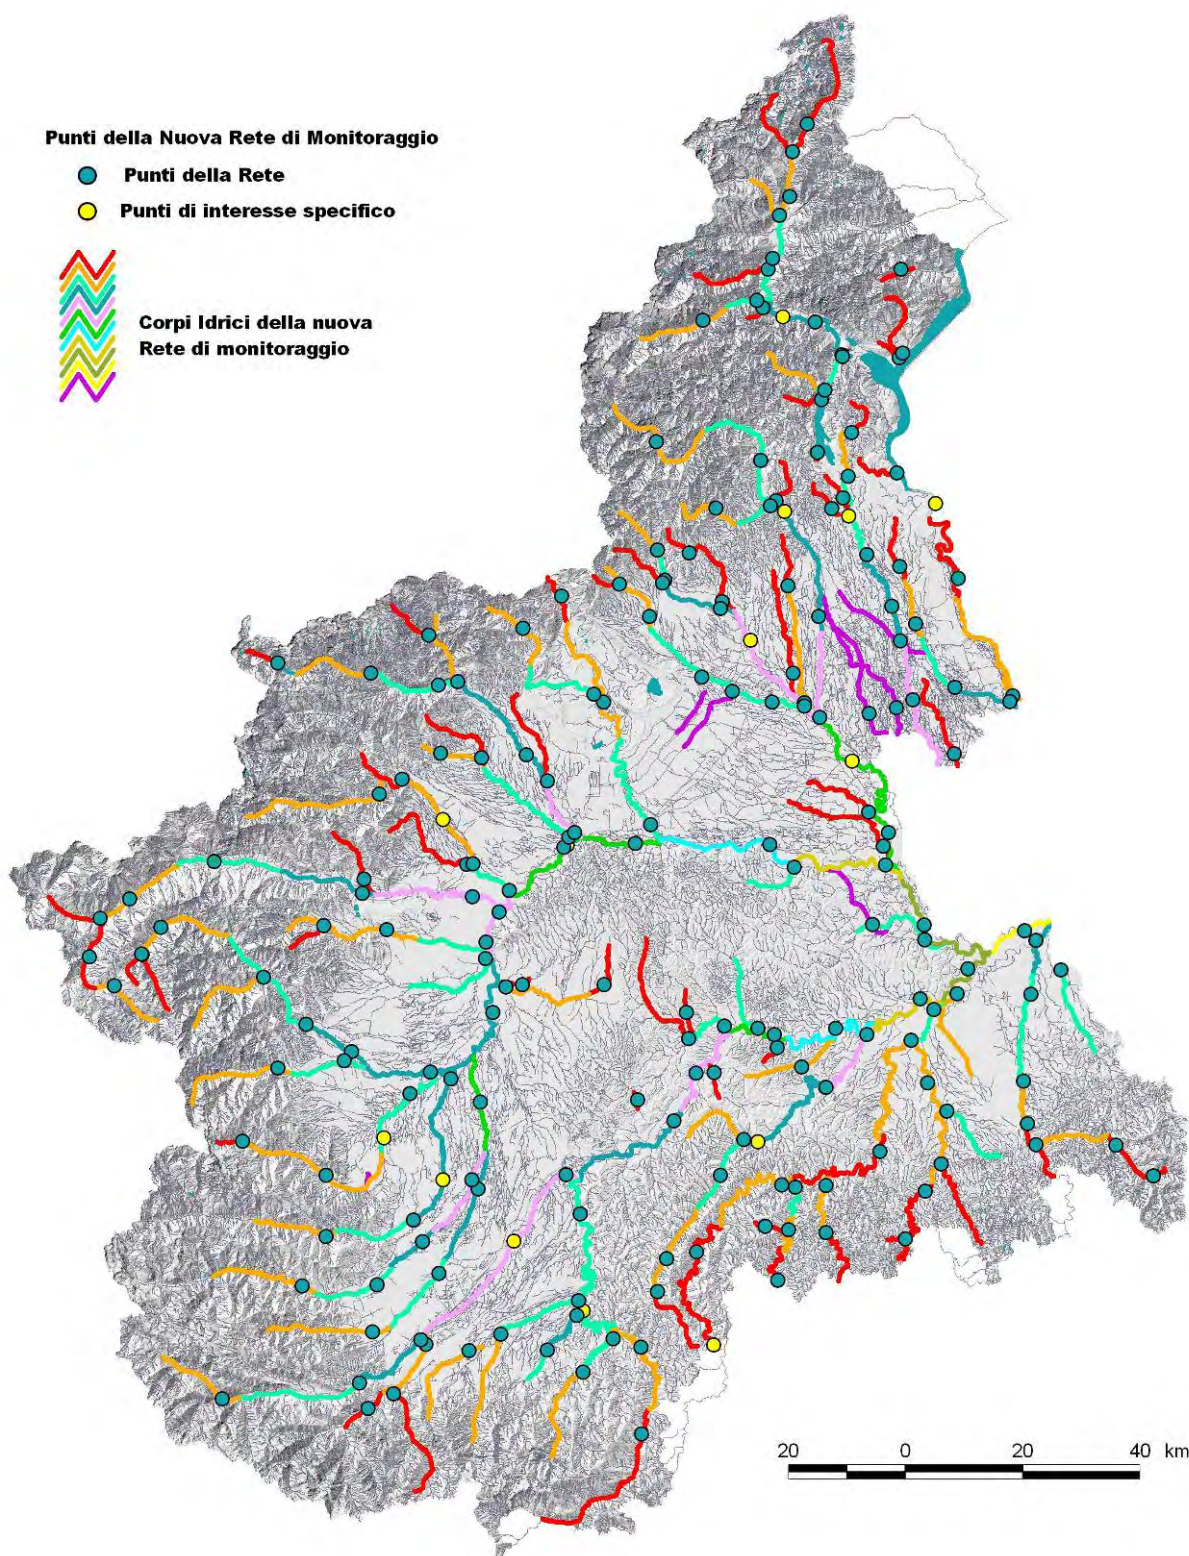 Punti della Nuova Rete di Monitoraggio
Punti della Rete
Punti di interesse specifico
Corpi Idrici della nuova
Rete di monitoraggio
20 0 20 40 km